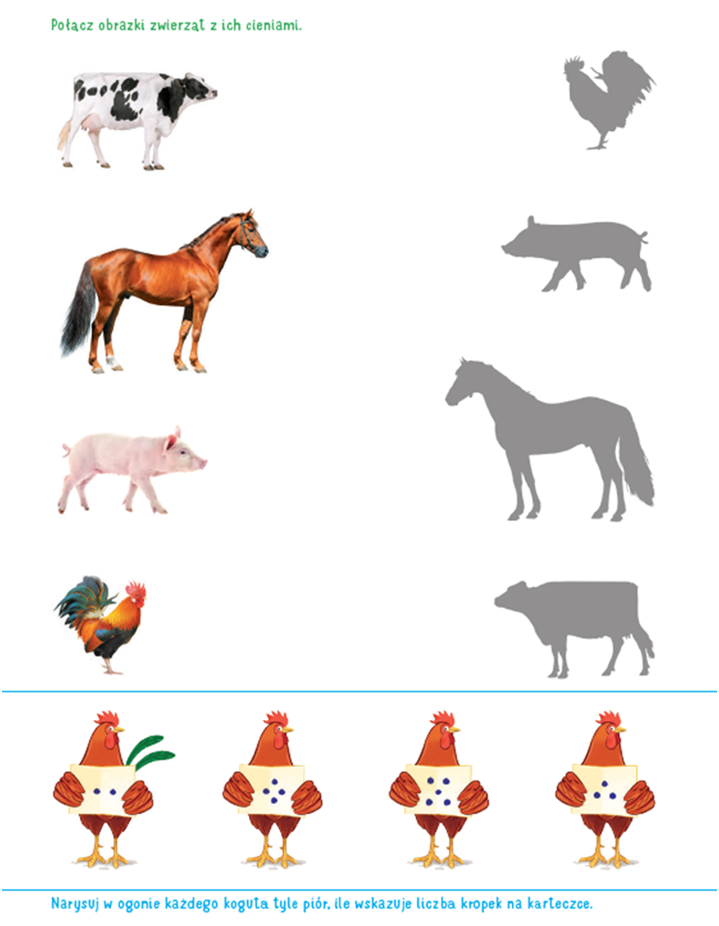 Połącz obrazki zwierząt z ich cieniami.
Narysuj w ogonie każdego koguta tyle piór, ile wskazuje liczba kropek na karteczce.